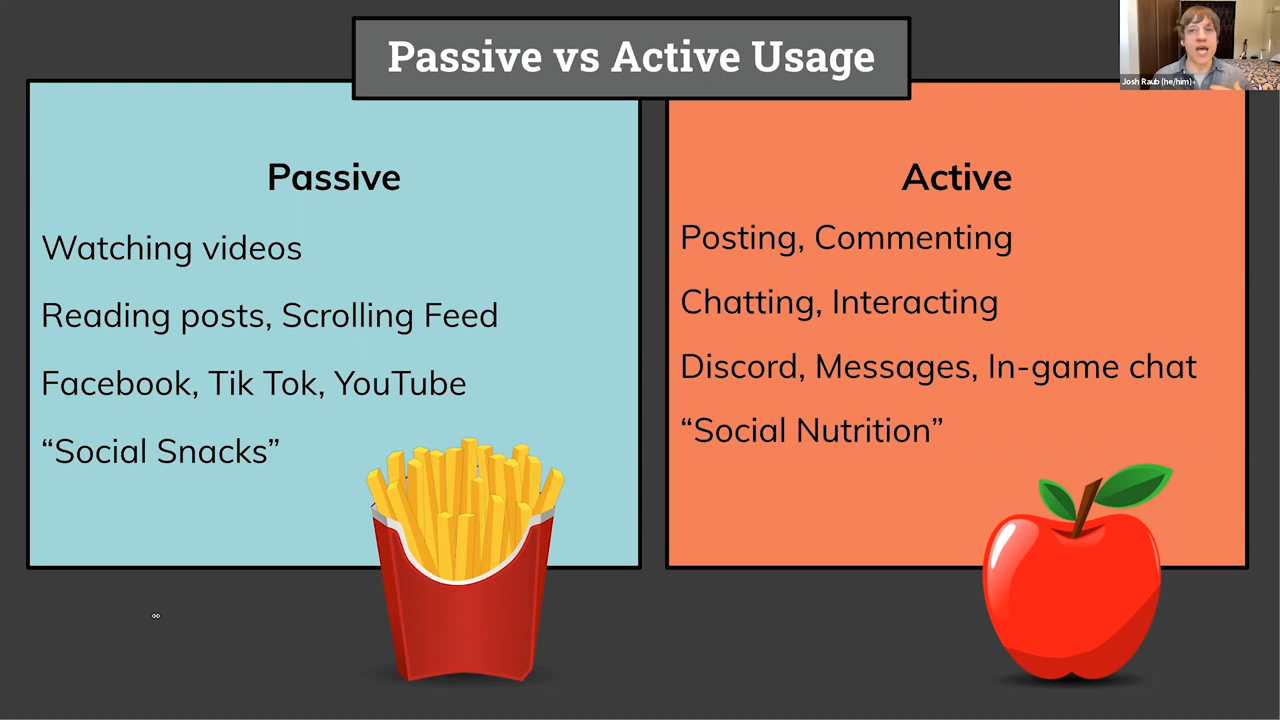 Passive vs Active Usage
Josh Raub (he/him)
Passive
Watching videos
Reading posts, Scrolling Feed
Facebook, Tik Tok, YouTube
“Social Snacks”
Active
Posting, Commenting
Chatting, Interacting
Discord, Messages, In-game chat
“Social Nutrition”